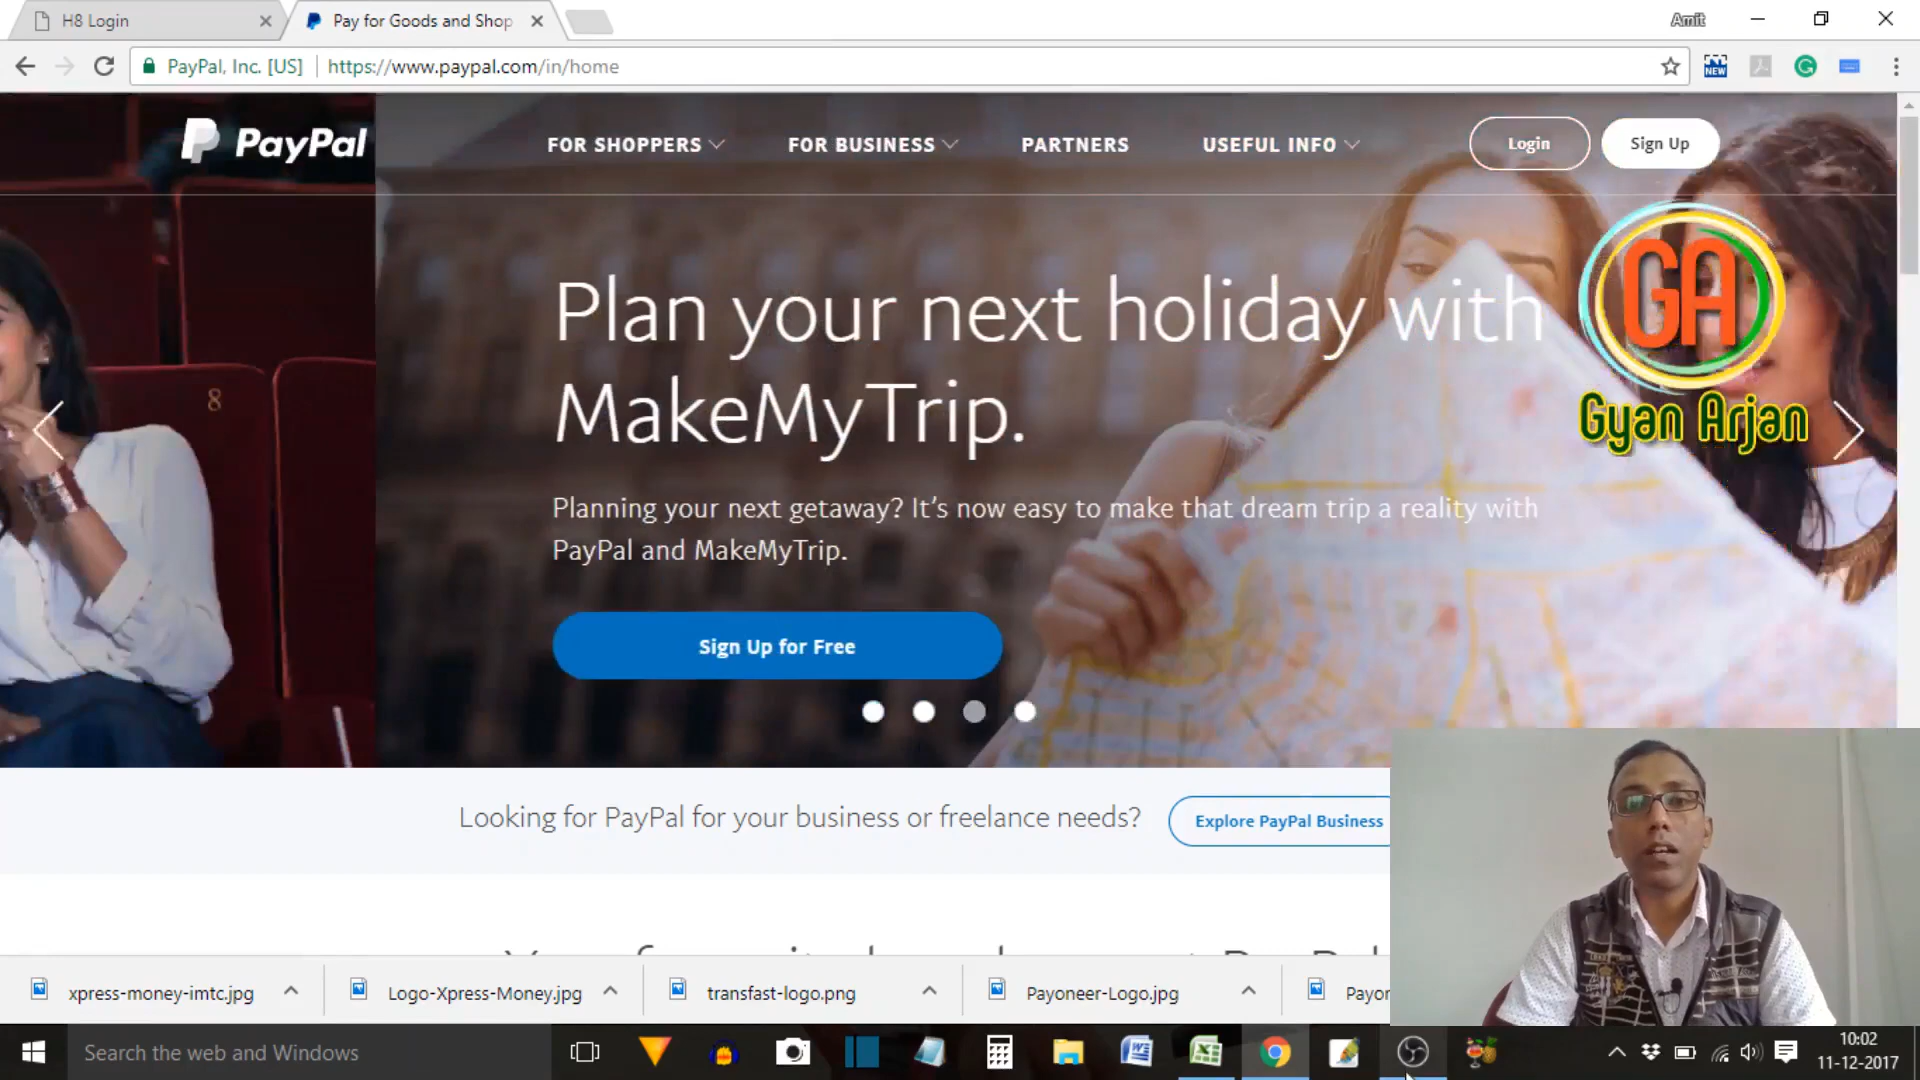 H8 Login
Pay for Goods and Shop
Amit
PayPal, Inc. [US]
https://www.paypal.com/in/home
NEW
PayPal
FOR SHOPPERS
FOR BUSINESS
PARTNERS
USEFUL INFO
Login
Sign Up
8
GA
Gyan Arjan
Plan your next holiday with
MakeMyTrip.
Planning your next getaway? It's now easy to make that dream trip a reality with
PayPal and MakeMyTrip.
Sign Up for Free
Looking for PayPal for your business or freelance needs?
Explore PayPal Business
xpress-money-imtc.jpg
Logo-Xpress-Money.jpg
transfast-logo.png
Payoneer-Logo.jpg
Payor
Search the web and Windows
10:02
11-12-2017